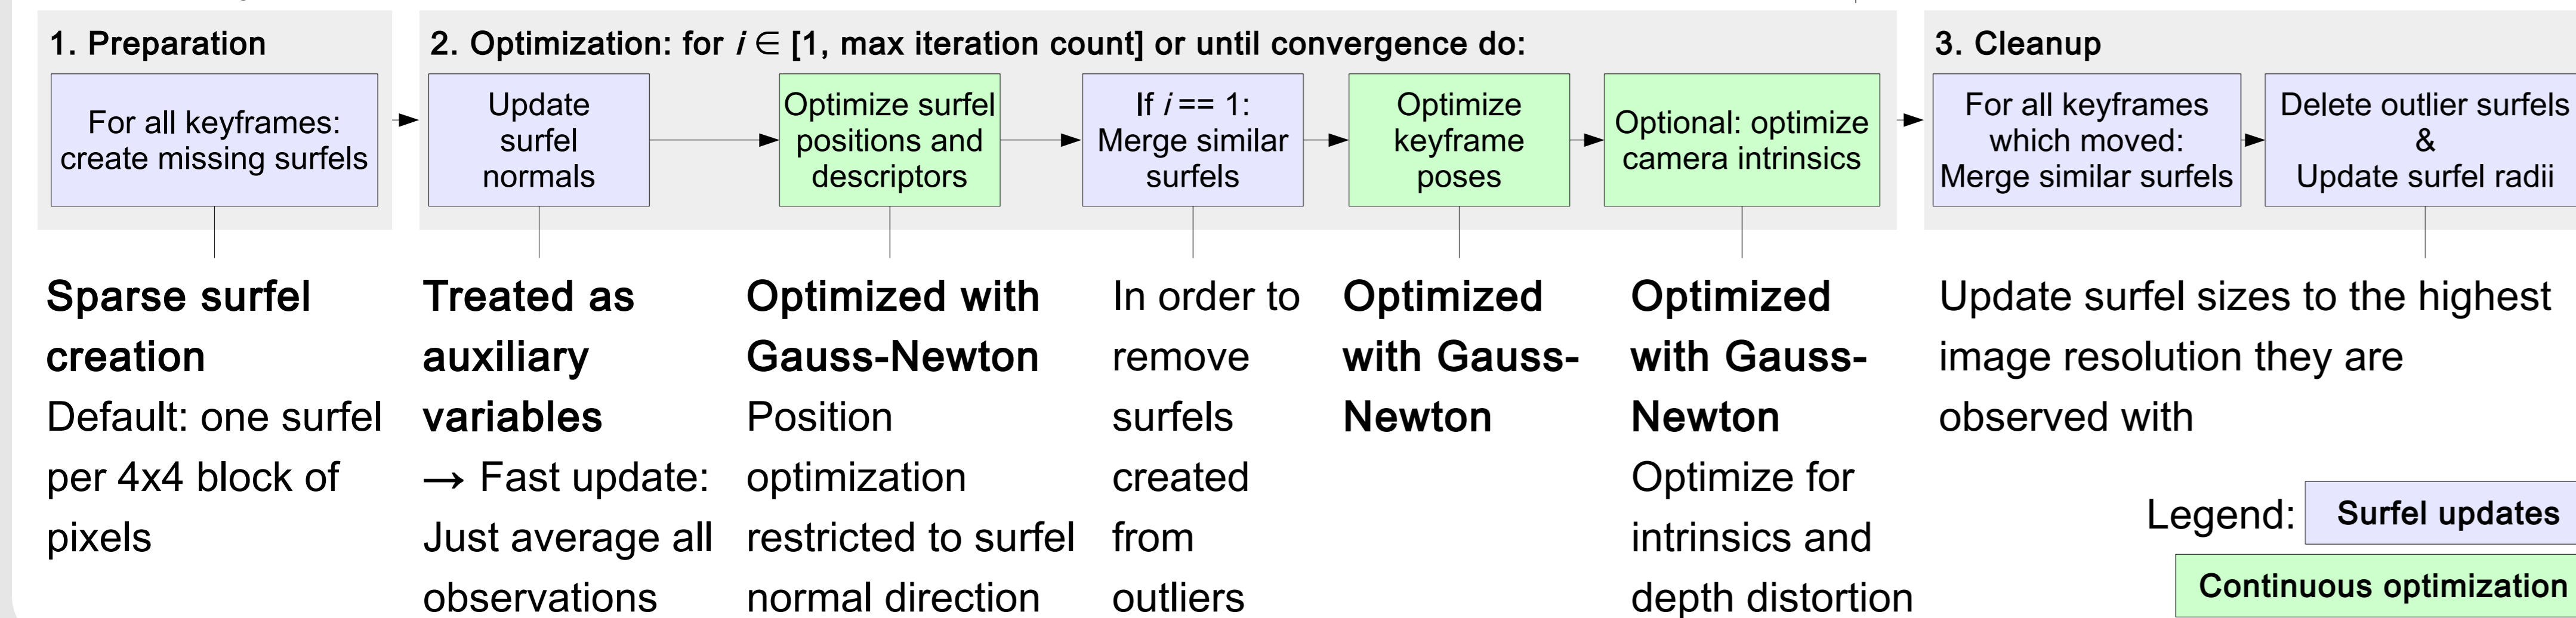 1. Preparation
For all keyframes:
create missing surfels
2. Optimization: for i ∈ [1, max iteration count] or until convergence do:
Update
surfel
normals
Optimize surfel
positions and
descriptors
If i == 1:
Merge similar
surfels
Optimize
keyframe
poses
Optional: optimize
camera intrinsics
3. Cleanup
For all keyframes
which moved:
Merge similar surfels
Delete outlier surfels
&
Update surfel radii
Sparse surfel
creation
Default: one surfel
per 4x4 block of
pixels
Treated as
auxiliary
variables
→ Fast update:
Just average all
observations
Optimized with
Gauss-Newton
Position
optimization
restricted to surfel
normal direction
In order to
remove
surfels
created
from
outliers
Optimized
with Gauss-
Newton
Optimized
with Gauss-
Newton
Optimize for
intrinsics and
depth distortion
Update surfel sizes to the highest
image resolution they are
observed with
Legend:
Surfel updates
Continuous optimization